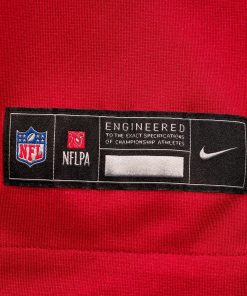 NFL
NFLPA
ENGINEERED
TO THE EXACT SPECIFICATIONS
OF CHAMPIONSHIP ATHLETES